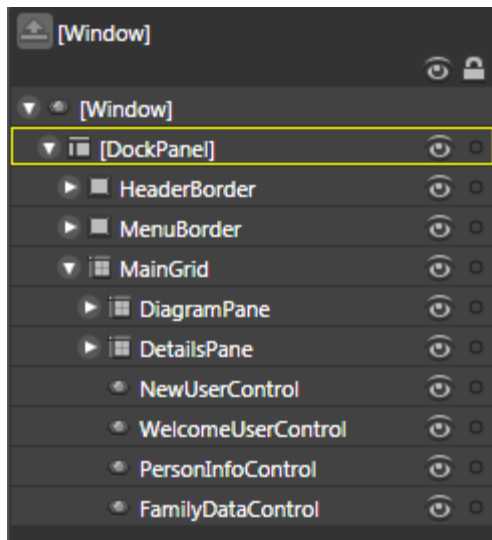 [Window]
[Window]
[DockPanel]
HeaderBorder
MenuBorder
MainGrid
DiagramPane
DetailsPane
NewUserControl
WelcomeUserControl
PersonInfoControl
FamilyDataControl